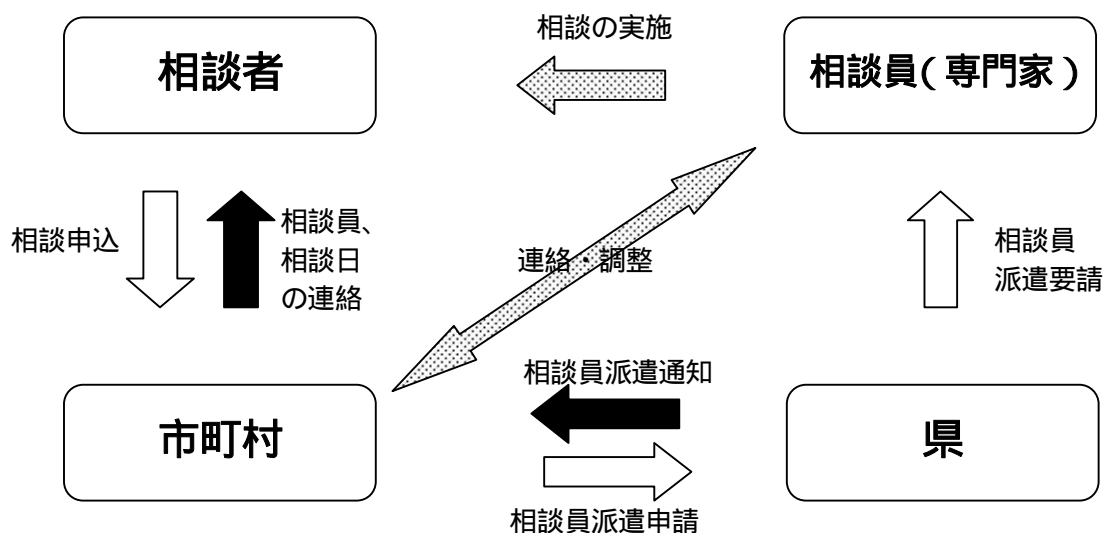 相談の実施
相談者
相談員(専門家)
相談申込
相談員、
相談日
の連絡
連絡・調整
相談員
派遣要請
相談員派遣通知
市町村
県
相談員派遣申請